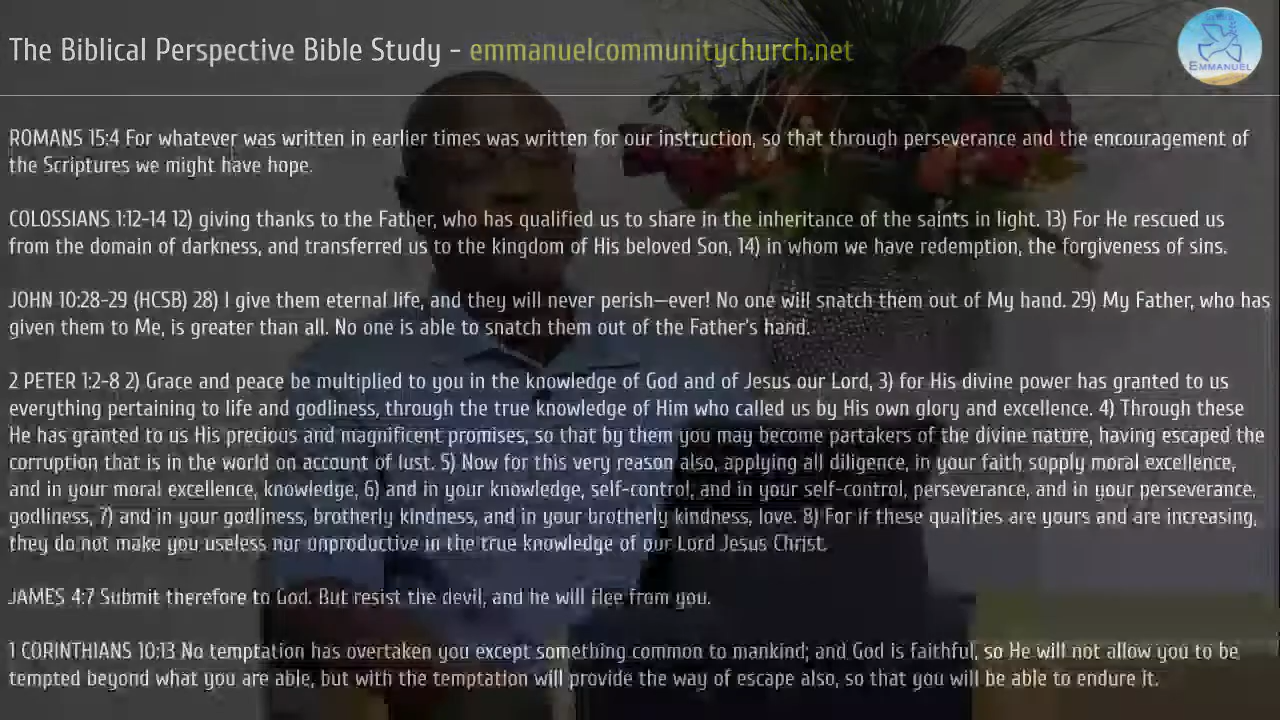 The Biblical Perspective Bible Study - emmanuelcommunitychurch.net
EMMANUEL
ROMANS 15:4 For whatever was written in earlier times was written for our instruction, so that through perseverance and the encouragement of
the Scriptures we might have hope.
COLOSSIANS 1:12-14 12) giving thanks to the Father, who has qualified us to share in the inheritance of the saints in light. 13) For He rescued us
from the domain of darkness, and transferred us to the kingdom of His beloved Son, 14) in whom we have redemption, the forgiveness of sins.
JOHN 10:28-29 (HCSB) 28) I give them eternal life, and they will never perish—ever! No one will snatch them out of My hand. 29) My Father, who has
given them to Me, is greater than all. No one is able to snatch them out of the Father's hand.
2 PETER 1:2-8 2) Grace and peace be multiplied to you in the knowledge of God and of Jesus our Lord, 3) for His divine power has granted to us
everything pertaining to life and godliness, through the true knowledge of Him who called us by His own glory and excellence. 4) Through these
He has granted to us His precious and magnificent promises, so that by them you may become partakers of the divine nature, having escaped the
corruption that is in the world on account of lust. 5) Now for this very reason also, applying all diligence, in your faith supply moral excellence,
and in your moral excellence, knowledge, 6) and in your knowledge, self-control, and in your self-control, perseverance, and in your perseverance,
godliness, 7) and in your godliness, brotherly kindness, and in your brotherly kindness, love. 8) For if these qualities are yours and are increasing,
they do not make you useless nor unproductive in the true knowledge of our Lord Jesus Christ.
JAMES 4:7 Submit therefore to God. But resist the devil, and he will flee from you.
1 CORINTHIANS 10:13 No temptation has overtaken you except something common to mankind; and God is faithful, so He will not allow you to be
tempted beyond what you are able, but with the temptation will provide the way of escape also, so that you will be able to endure it.